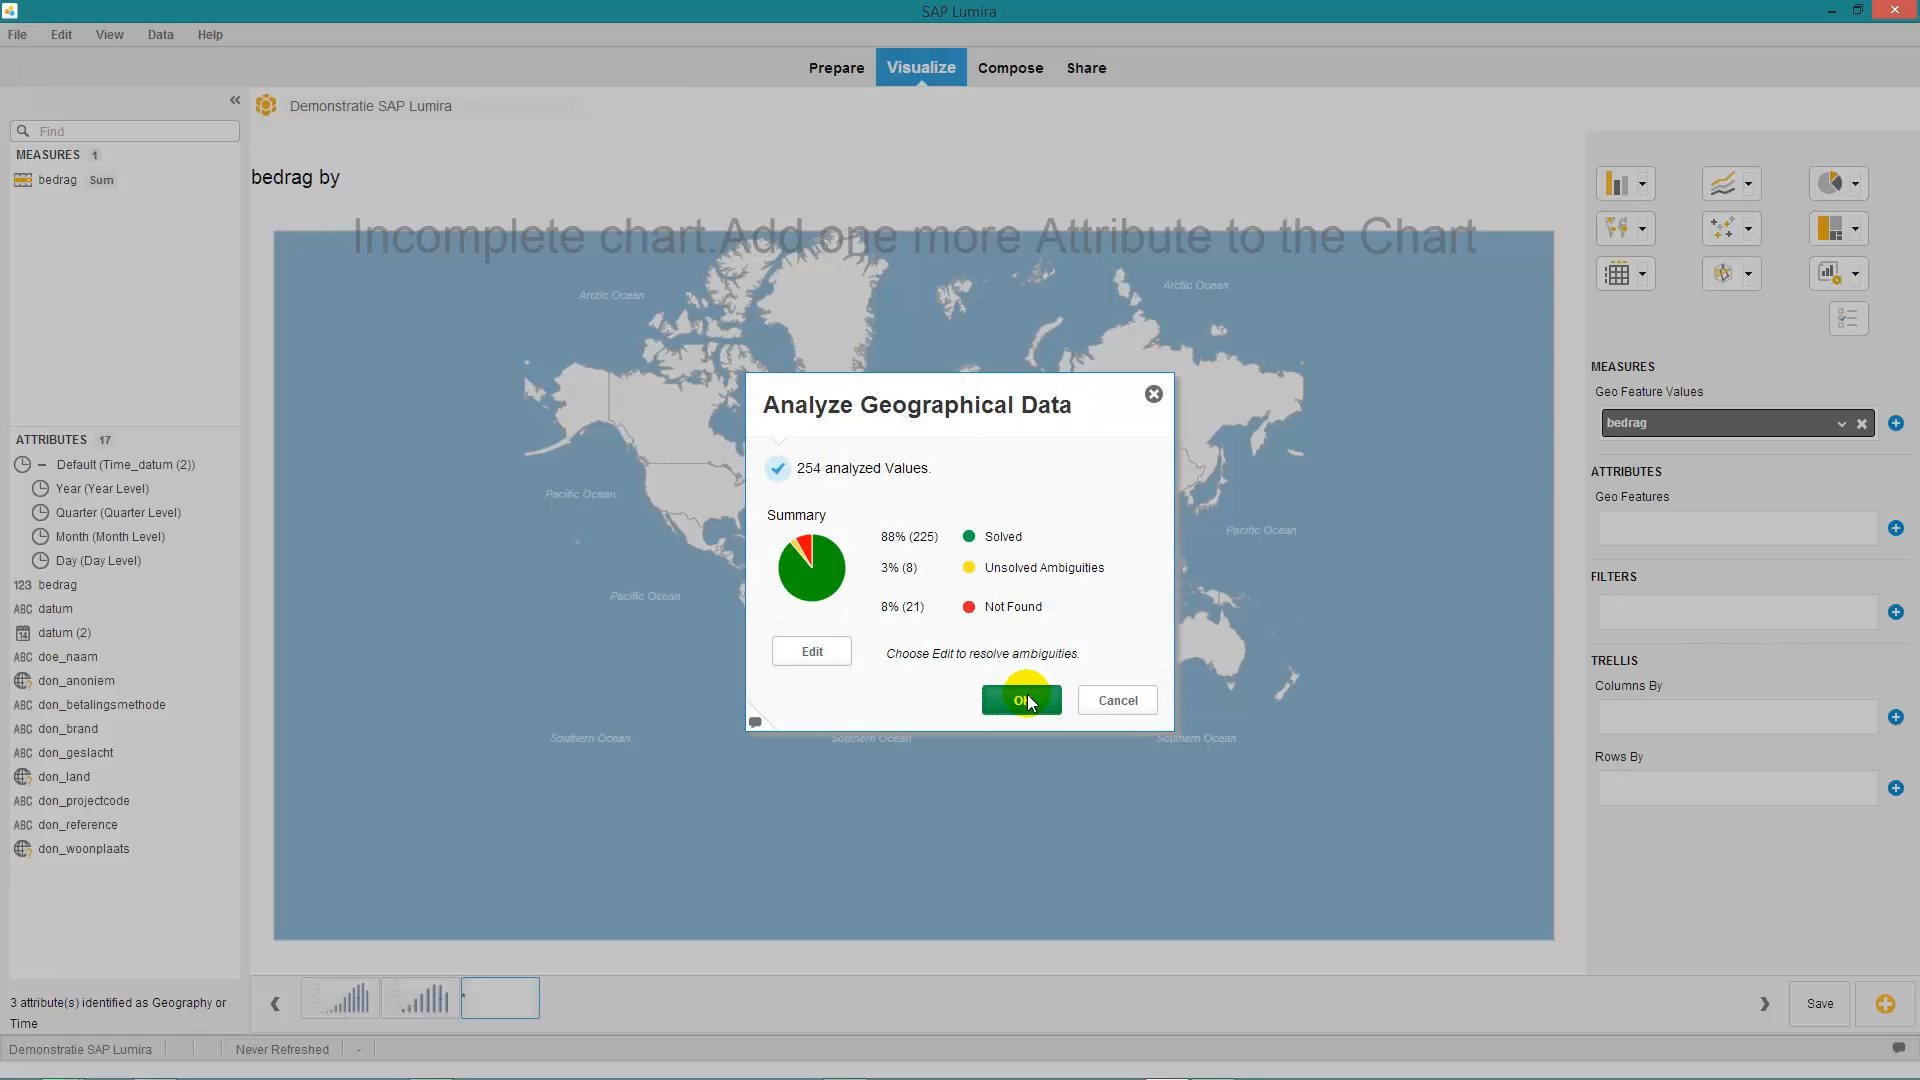 SAP Lumira
File Edit View Data Help
Prepare Visualize Compose Share
Demonstratie SAP Lumira
Find
MEASURES 1
bedrag Sum
ATTRIBUTES 17
Default (Time_datum (2))
Year (Year Level)
Quarter (Quarter Level)
Month (Month Level)
Day (Day Level)
123 bedrag
ABC datum
14 datum (2)
ABC doe_naam
don_anoniem
ABC don_betalingsmethode
ABC don_brand
ABC don_geslacht
don_land
ABC don_projectcode
ABC don_reference
don_woonplaats
3 attribute(s) identified as Geography or
Time
bedrag by
Incomplete chart.Add one more Attribute to the Chart
Arctic Ocean
Arctic Ocean
Pacific Ocean
Pacific Ocean
Pacific Ocean
Southern Ocean
Southern Ocean
Southern Ocean
Analyze Geographical Data
254 analyzed Values.
Summary
88% (225) Solved
3% (8) Unsolved Ambiguities
8% (21) Not Found
Edit Choose Edit to resolve ambiguities.
OK Cancel
MEASURES
Geo Feature Values
bedrag
ATTRIBUTES
Geo Features
FILTERS
TRELLIS
Columns By
Rows By
*
Save
Demonstratie SAP Lumira Never Refreshed -